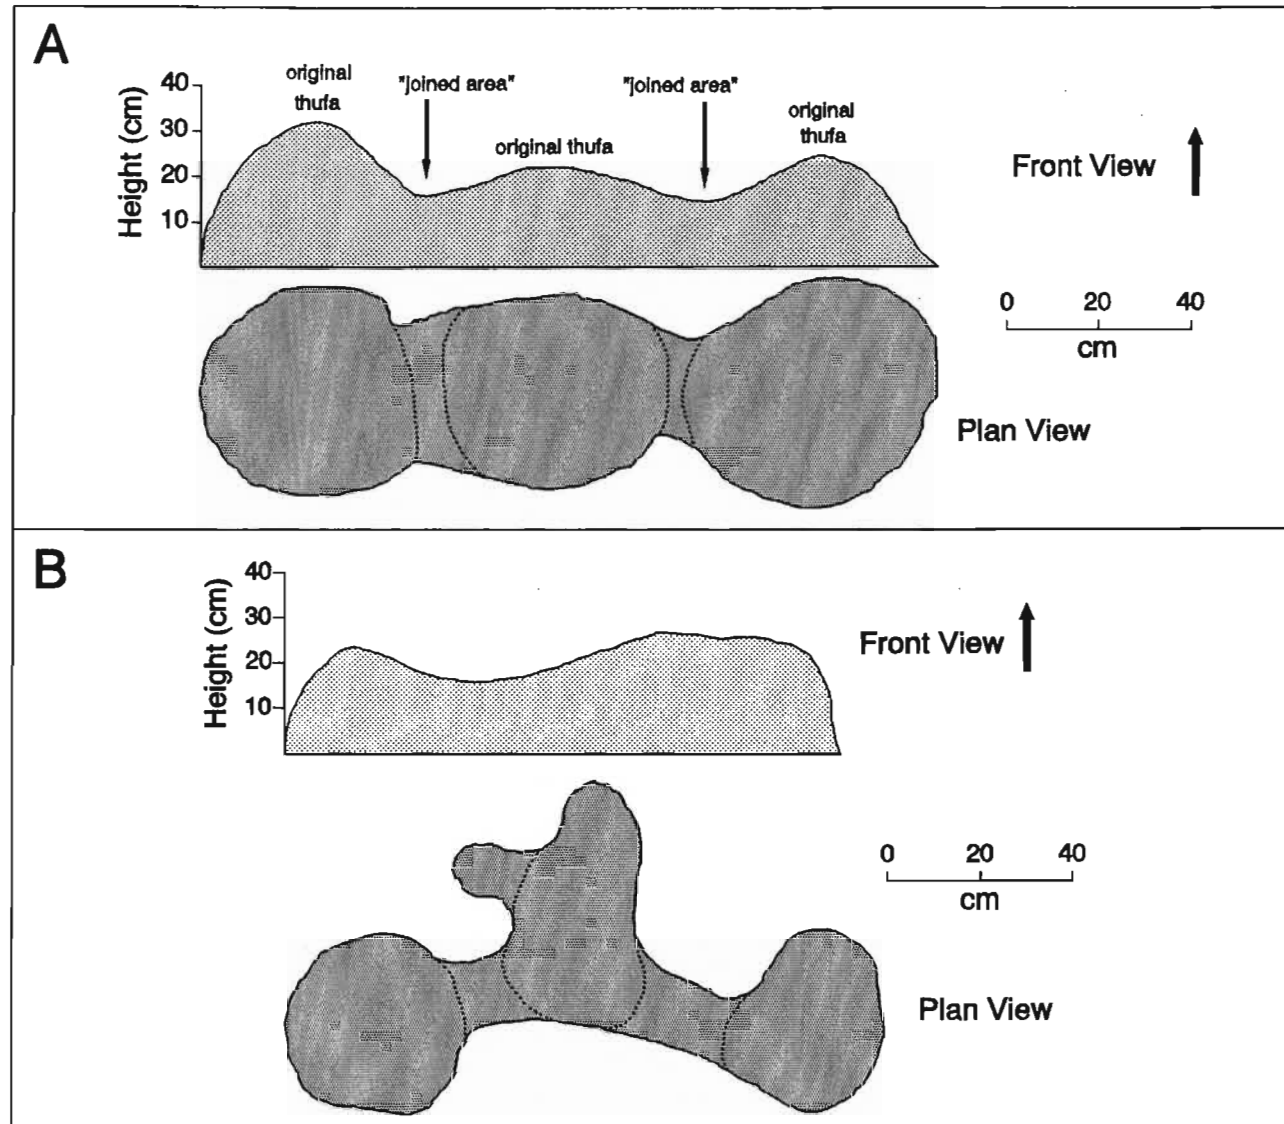 A
Height (cm)
40
30
20
10
original
thufa
"joined area"
original thufa
"joined area"
original
thufa
Front View
0 20 40
cm
Plan View
B
Height (cm)
40
30
20
10
Front View
0 20 40
cm
Plan View